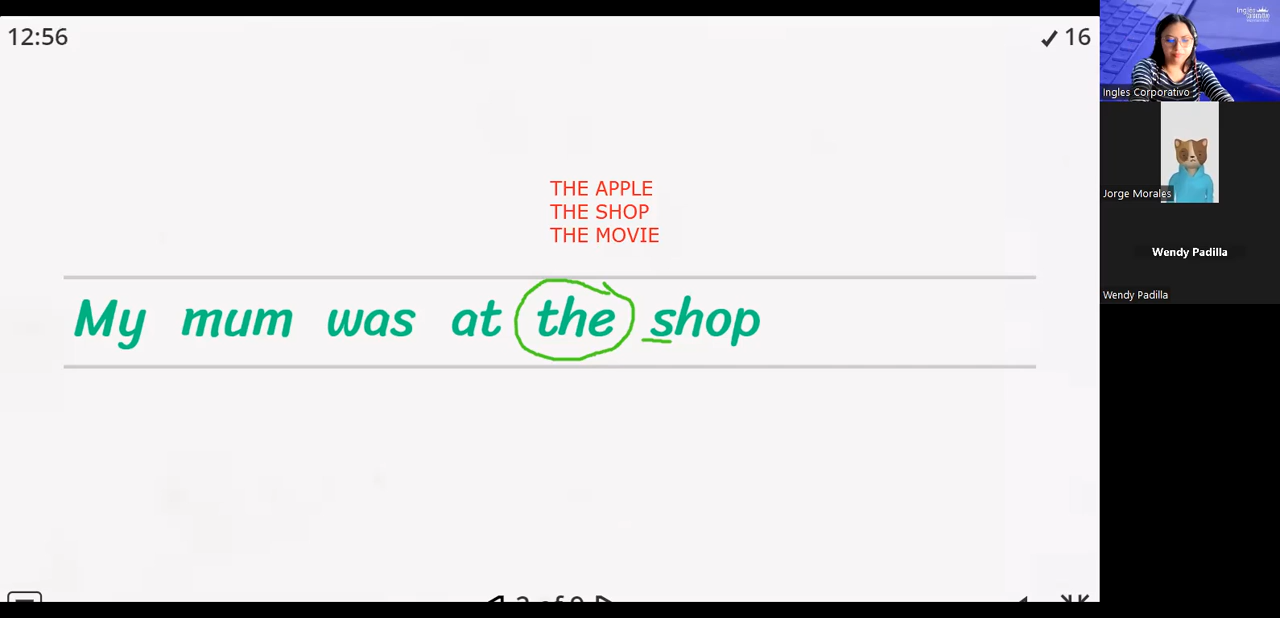 12:56
✓ 16
THE APPLE
THE SHOP
THE MOVIE
My mum was at the shop
Ingles Corporativo
Jorge Morales
Wendy Padilla
Wendy Padilla